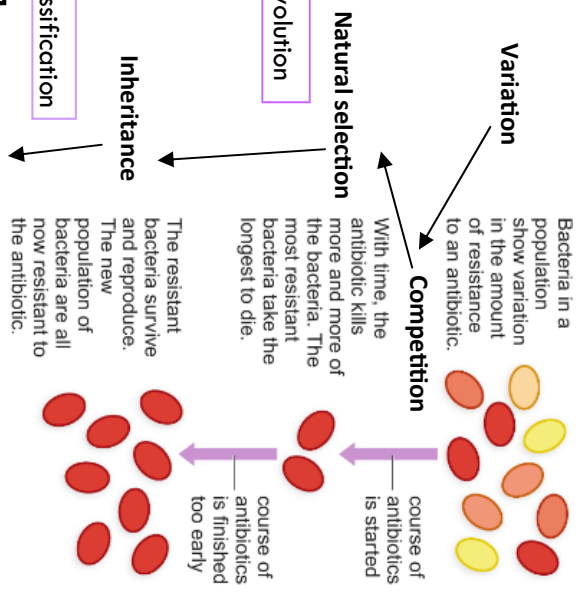 Variation
Bacteria in a
population
show variation
in the amount
of resistance
to an antibiotic.
Competition
course of
antibiotics
is started
Natural selection
With time, the
antibiotic kills
more and more of
the bacteria. The
most resistant
bacteria take the
longest to die.
volution
course of
antibiotics
is finished
too early
Inheritance
The resistant
bacteria survive
and reproduce.
The new
population of
bacteria are all
now resistant to
the antibiotic.
ssification